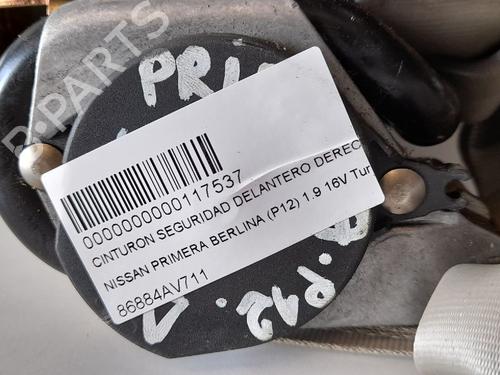 B-PARTS
PRI
0000000000117537
CINTURON SEGURIDAD DELANTERO DEREC
NISSAN PRIMERA BERLINA (P12) 1.9 16V Tur
86884AV711
P12.